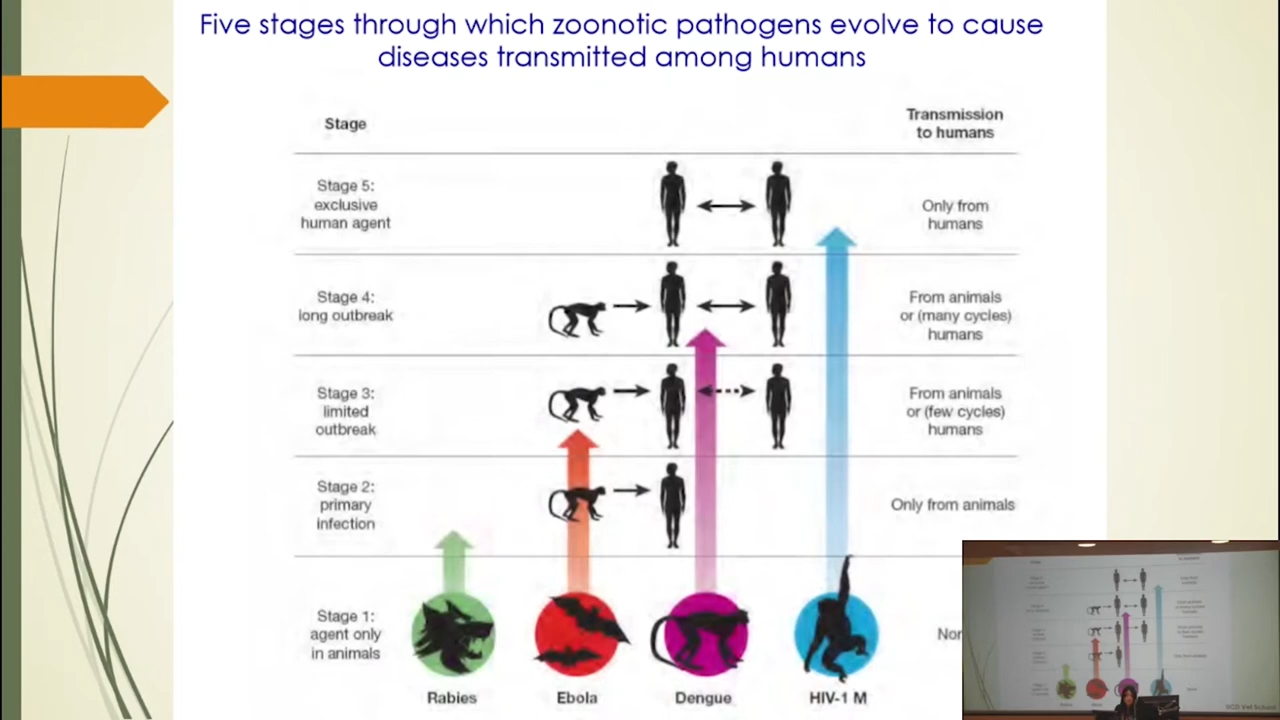 Five stages through which zoonotic pathogens evolve to cause
diseases transmitted among humans
Stage
Transmission
to humans
Stage 5:
exclusive
human agent
Only from
humans
Stage 4:
long outbreak
From animals
or (many cycles)
humans
Stage 3:
limited
outbreak
From animals
or (few cycles)
humans
Stage 2:
primary
infection
Only from animals
Stage 1:
agent only
in animals
Nor
Rabies
Ebola
Dengue
HIV-1 M